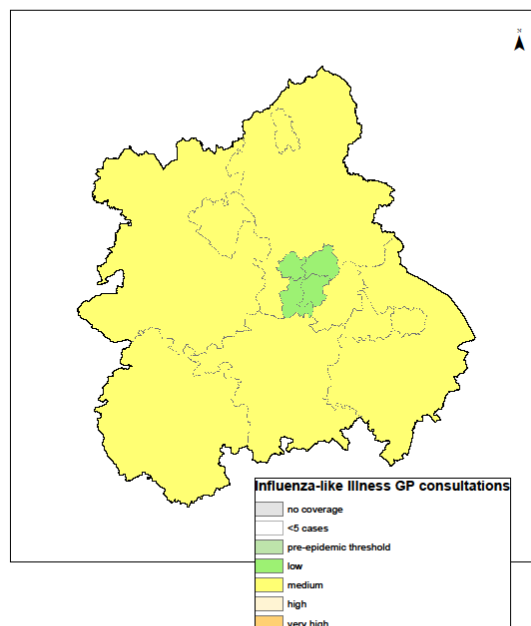 N
Influenza-like Illness GP consultations
no coverage
<5 cases
pre-epidemic threshold
low
medium
high
very high